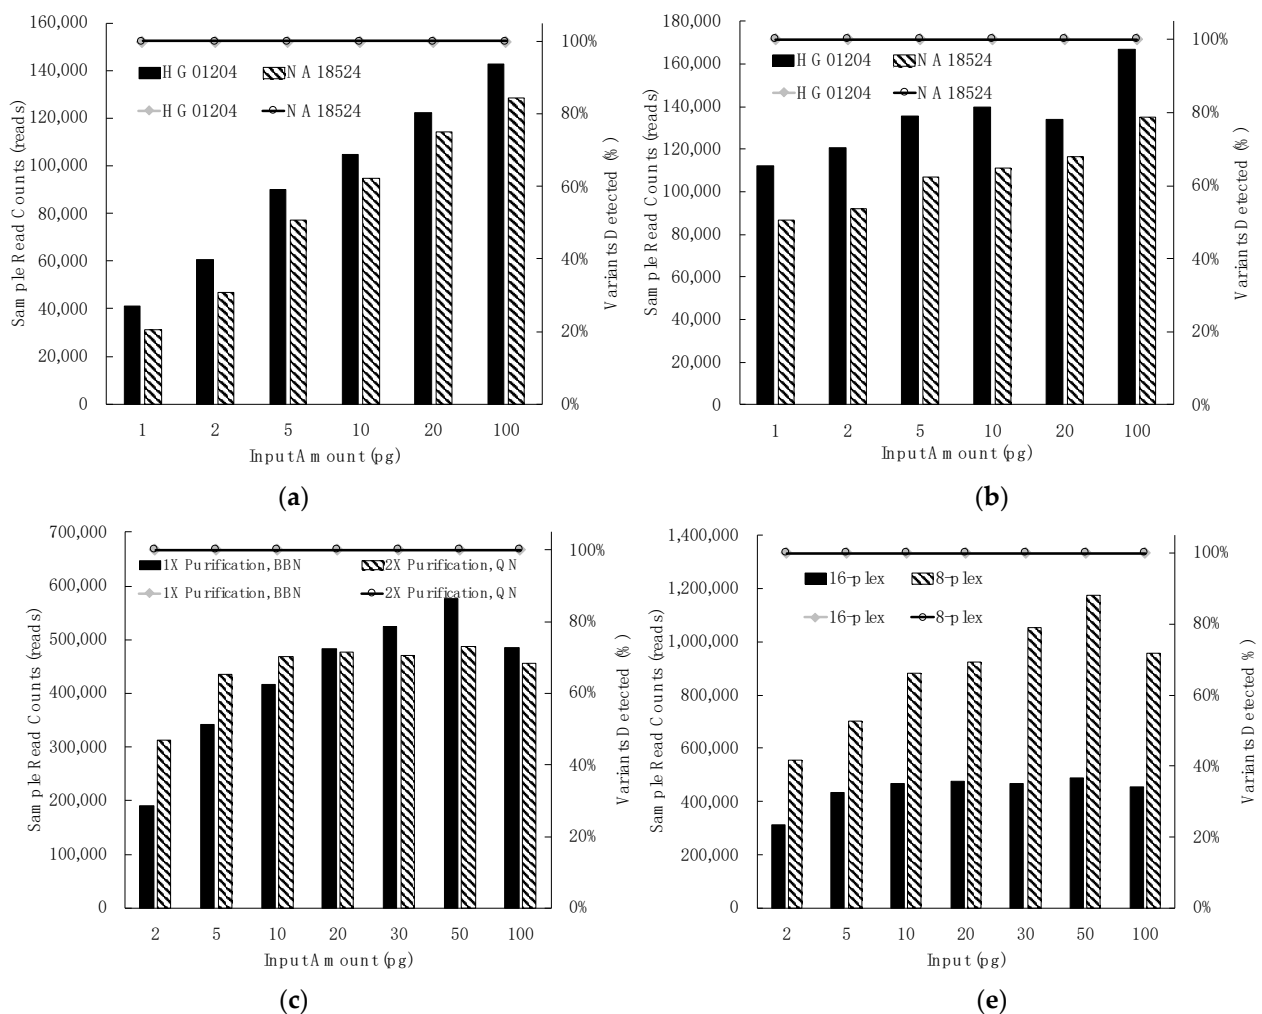 160,000
140,000
120,000
100,000
80,000
60,000
40,000
20,000
0
Sample Read Counts (reads)
HG01204 NA18524
HG01204 NA18524
100%
80%
60%
40%
20%
0%
Variants Detected (%)
1 2 5 10 20 100
Input Amount (pg)
(a)
180,000
160,000
140,000
120,000
100,000
80,000
60,000
40,000
20,000
0
Sample Read Counts (reads)
HG01204 NA18524
HG01204 NA18524
100%
80%
60%
40%
20%
0%
Variants Detected (%)
1 2 5 10 20 100
Input Amount (pg)
(b)
700,000
600,000
500,000
400,000
300,000
200,000
100,000
0
Sample Read Counts (reads)
1X Purification, BBN 2X Purification, QN
1X Purification, BBN 2X Purification, QN
100%
80%
60%
40%
20%
0%
Variants Detected (%)
2 5 10 20 30 50 100
Input Amount (pg)
(c)
1,400,000
1,200,000
1,000,000
800,000
600,000
400,000
200,000
0
Sample Read Counts (reads)
16-plex 8-plex
16-plex 8-plex
100%
80%
60%
40%
20%
0%
Variants Detected %)
2 5 10 20 30 50 100
Input (pg)
(e)